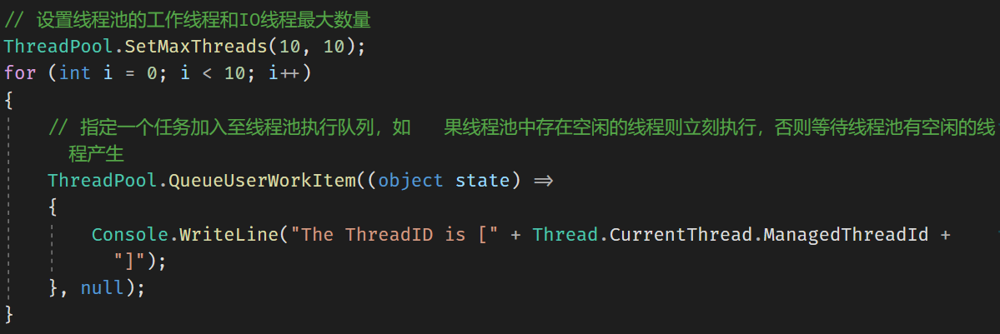 // 设置线程池的工作线程和IO线程最大数量
ThreadPool.SetMaxThreads(10, 10);
for (int i = 0; i < 10; i++)
{
    // 指定一个任务加入至线程池执行队列，如   果线程池中存在空闲的线程则立刻执行，否则等待线程池有空闲的线
      程产生
    ThreadPool.QueueUserWorkItem((object state) =>
    {
        Console.WriteLine("The ThreadID is [" + Thread.CurrentThread.ManagedThreadId +
          "]");
    }, null);
}